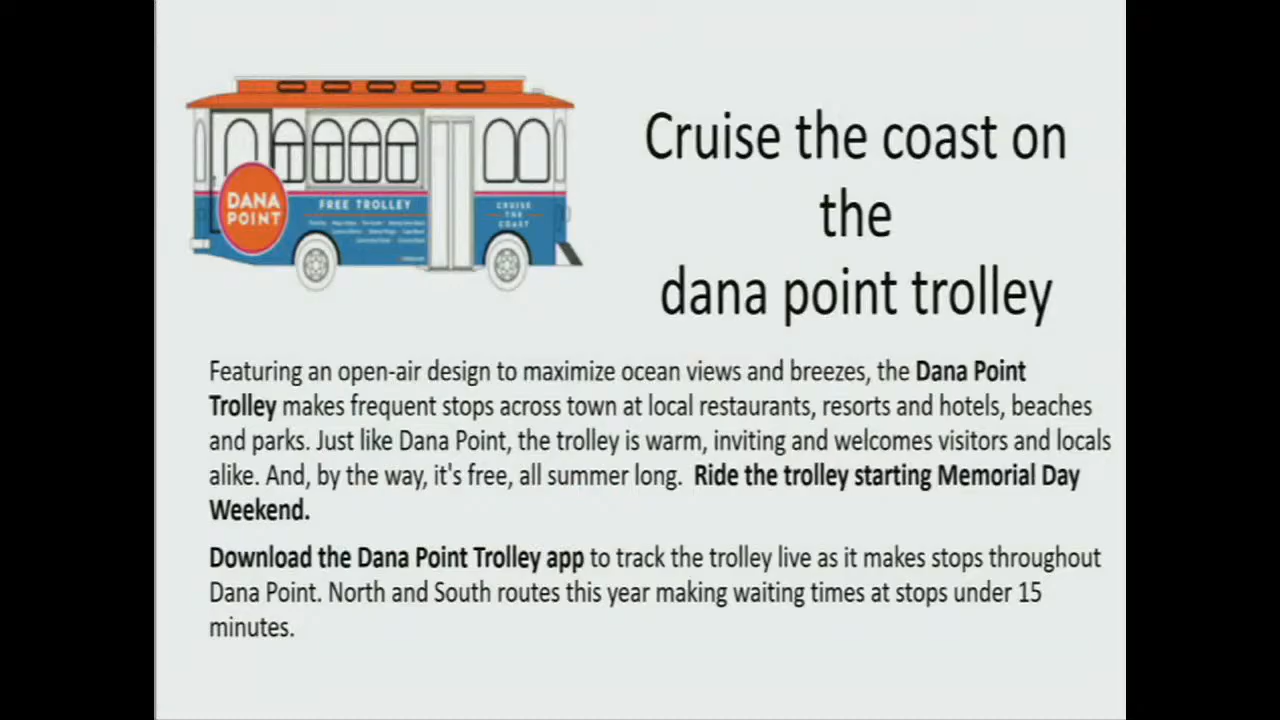 Cruise the coast on
the
dana point trolley
DANA
POINT
FREE TROLLEY
CRUISE
THE
COAST
Featuring an open-air design to maximize ocean views and breezes, the Dana Point
Trolley makes frequent stops across town at local restaurants, resorts and hotels, beaches
and parks. Just like Dana Point, the trolley is warm, inviting and welcomes visitors and locals
alike. And, by the way, it's free, all summer long. Ride the trolley starting Memorial Day
Weekend.
Download the Dana Point Trolley app to track the trolley live as it makes stops throughout
Dana Point. North and South routes this year making waiting times at stops under 15
minutes.